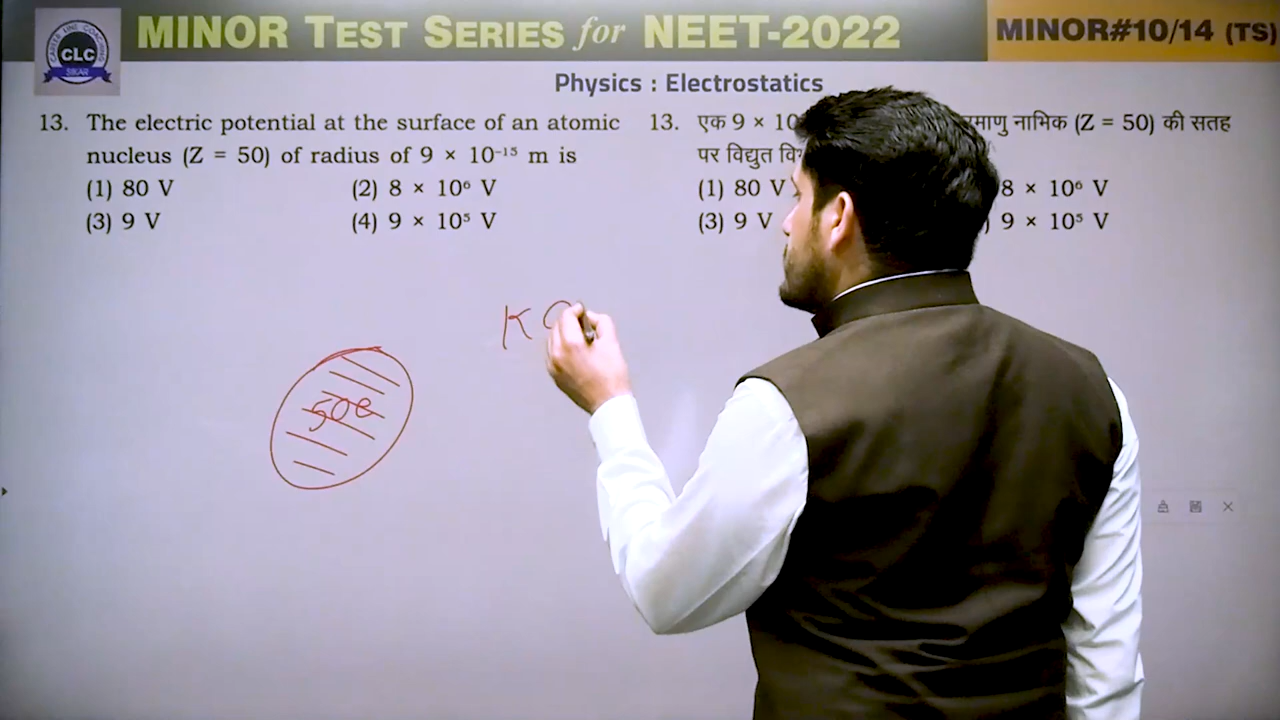 MINOR TEST SERIES for NEET-2022
MINOR#10/14 (TS)
CLC
SIKAR
Physics : Electrostatics
13. The electric potential at the surface of an atomic
nucleus (Z = 50) of radius of 9 × 10⁻¹⁵ m is
(1) 80 V (2) 8 × 10⁶ V
(3) 9 V (4) 9 × 10⁵ V
13. एक 9 × 10 नाभिक (Z = 50) की सतह
पर विद्युत
(1) 80 V 8 × 10⁶ V
(3) 9 V ) 9 × 10⁵ V
K
50e